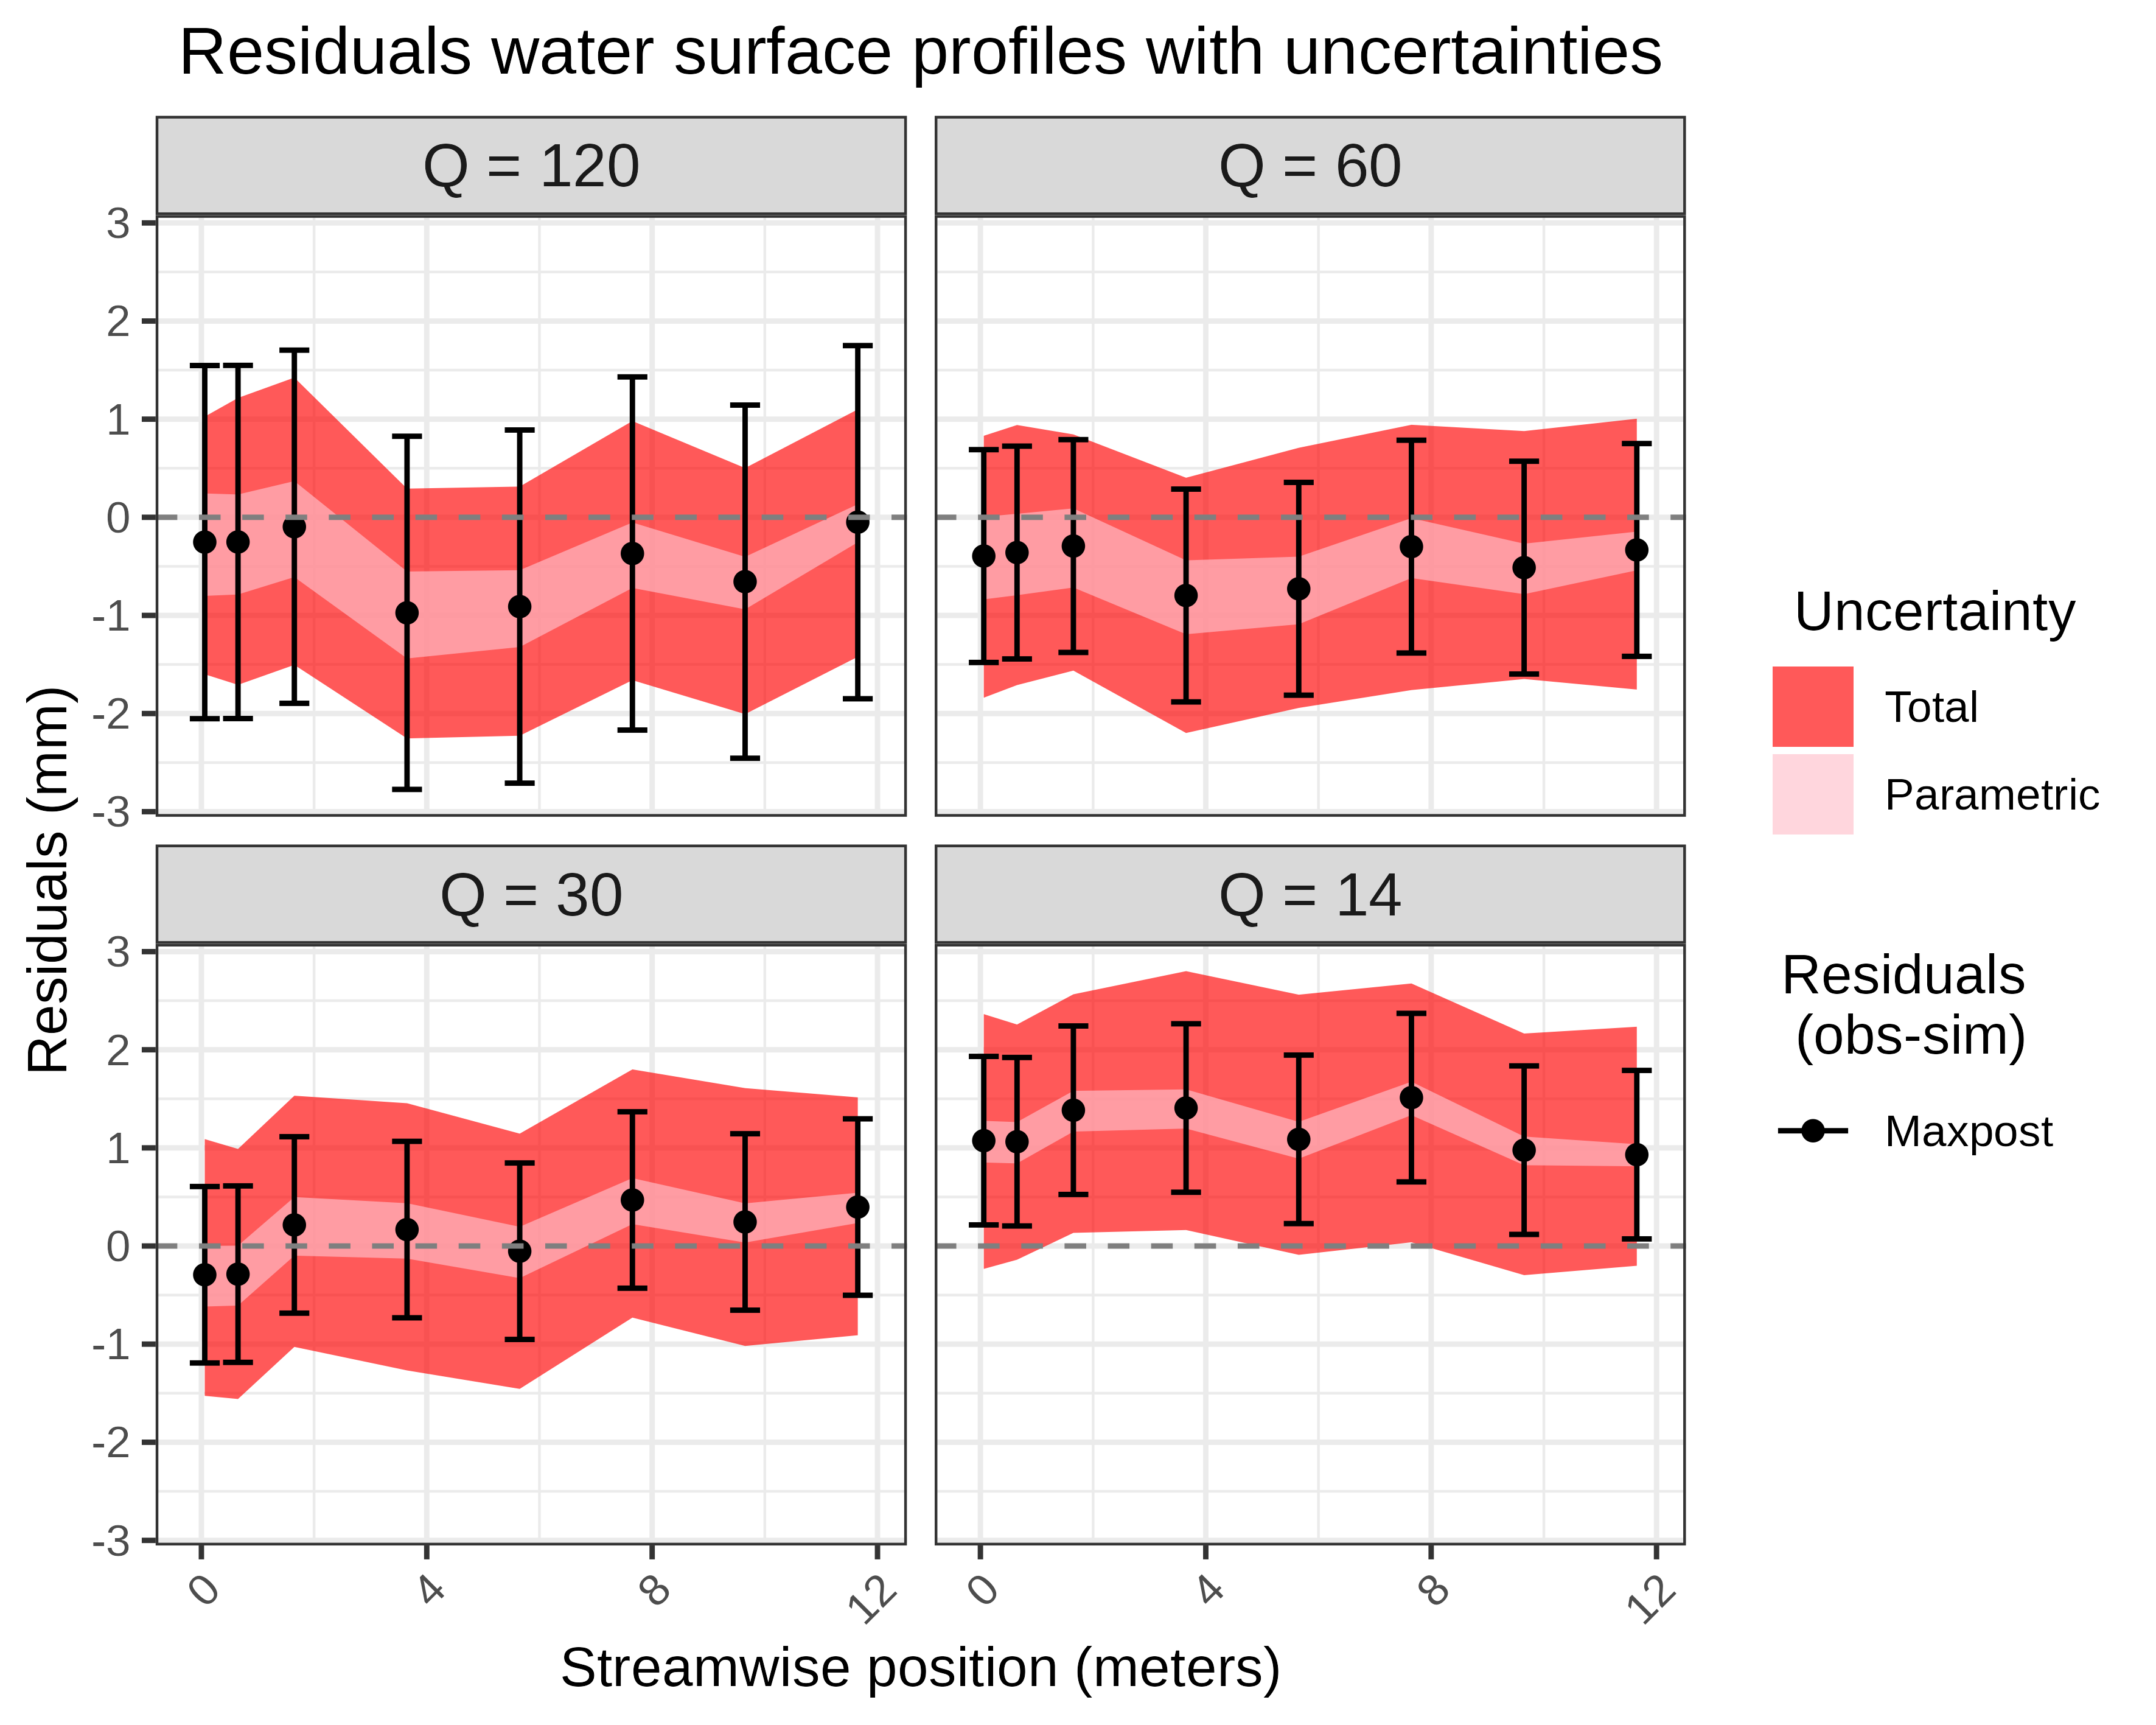 Residuals water surface profiles with uncertainties
Q = 120
Q = 60
3
2
1
0
-1
-2
-3
Q = 30
Q = 14
3
2
1
0
-1
-2
-3
0
4
8
12
0
4
8
12
Streamwise position (meters)
Residuals (mm)
Uncertainty
Total
Parametric
Residuals
(obs-sim)
Maxpost